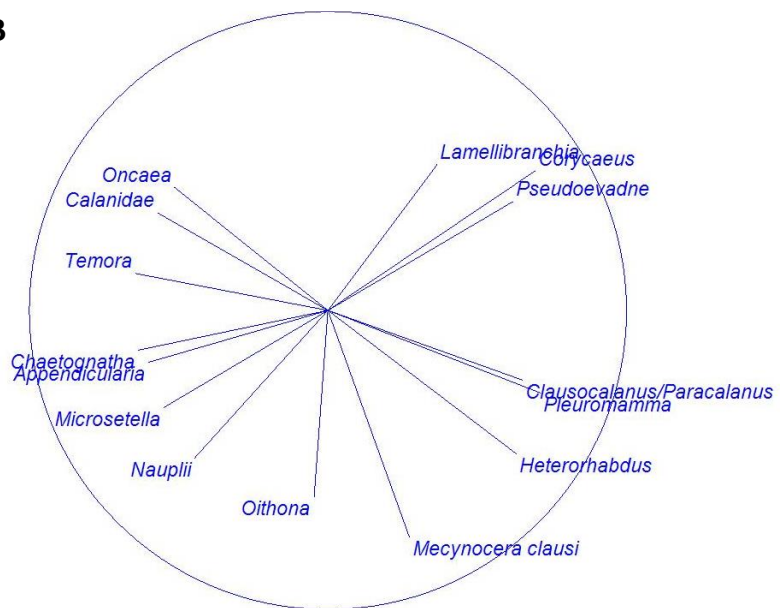 B
Lamellibranchia
Corycaeus
Oncaea
Pseudoevadne
Calanidae
Temora
Chaetognatha
Appendicularia
Clausocalanus/Paracalanus
Pleuromamma
Microsetella
Nauplii
Heterorhabdus
Oithona
Mecynocera clausi